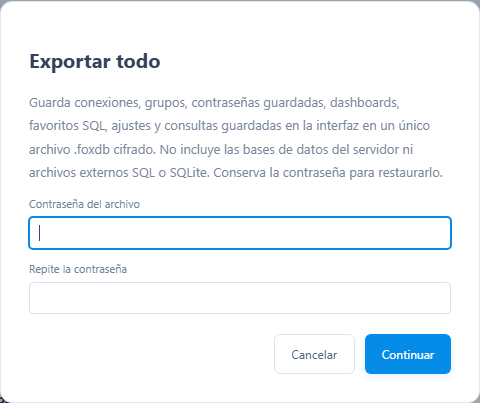 Exportar todo
Guarda conexiones, grupos, contraseñas guardadas, dashboards,
favoritos SQL, ajustes y consultas guardadas en la interfaz en un único
archivo .foxdb cifrado. No incluye las bases de datos del servidor ni
archivos externos SQL o SQLite. Conserva la contraseña para restaurarlo.
Contraseña del archivo
Repite la contraseña
Cancelar
Continuar